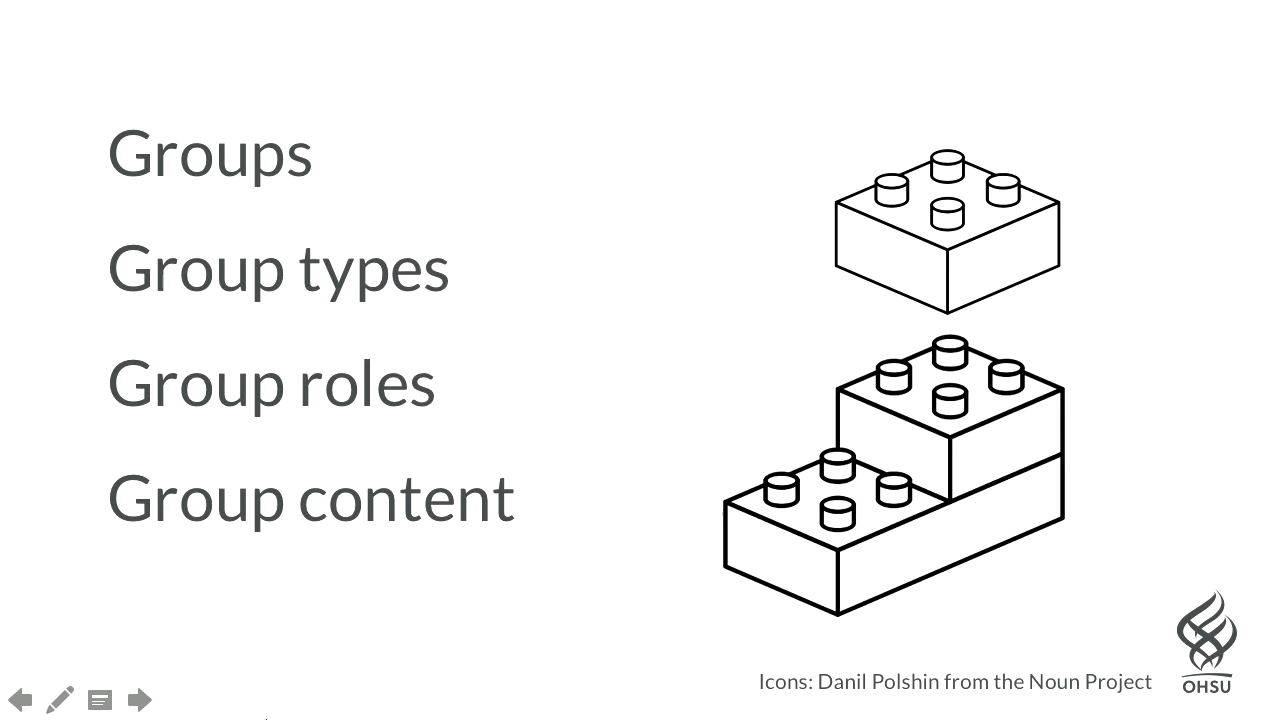 Groups
Group types
Group roles
Group content
Icons: Danil Polshin from the Noun Project
OHSU